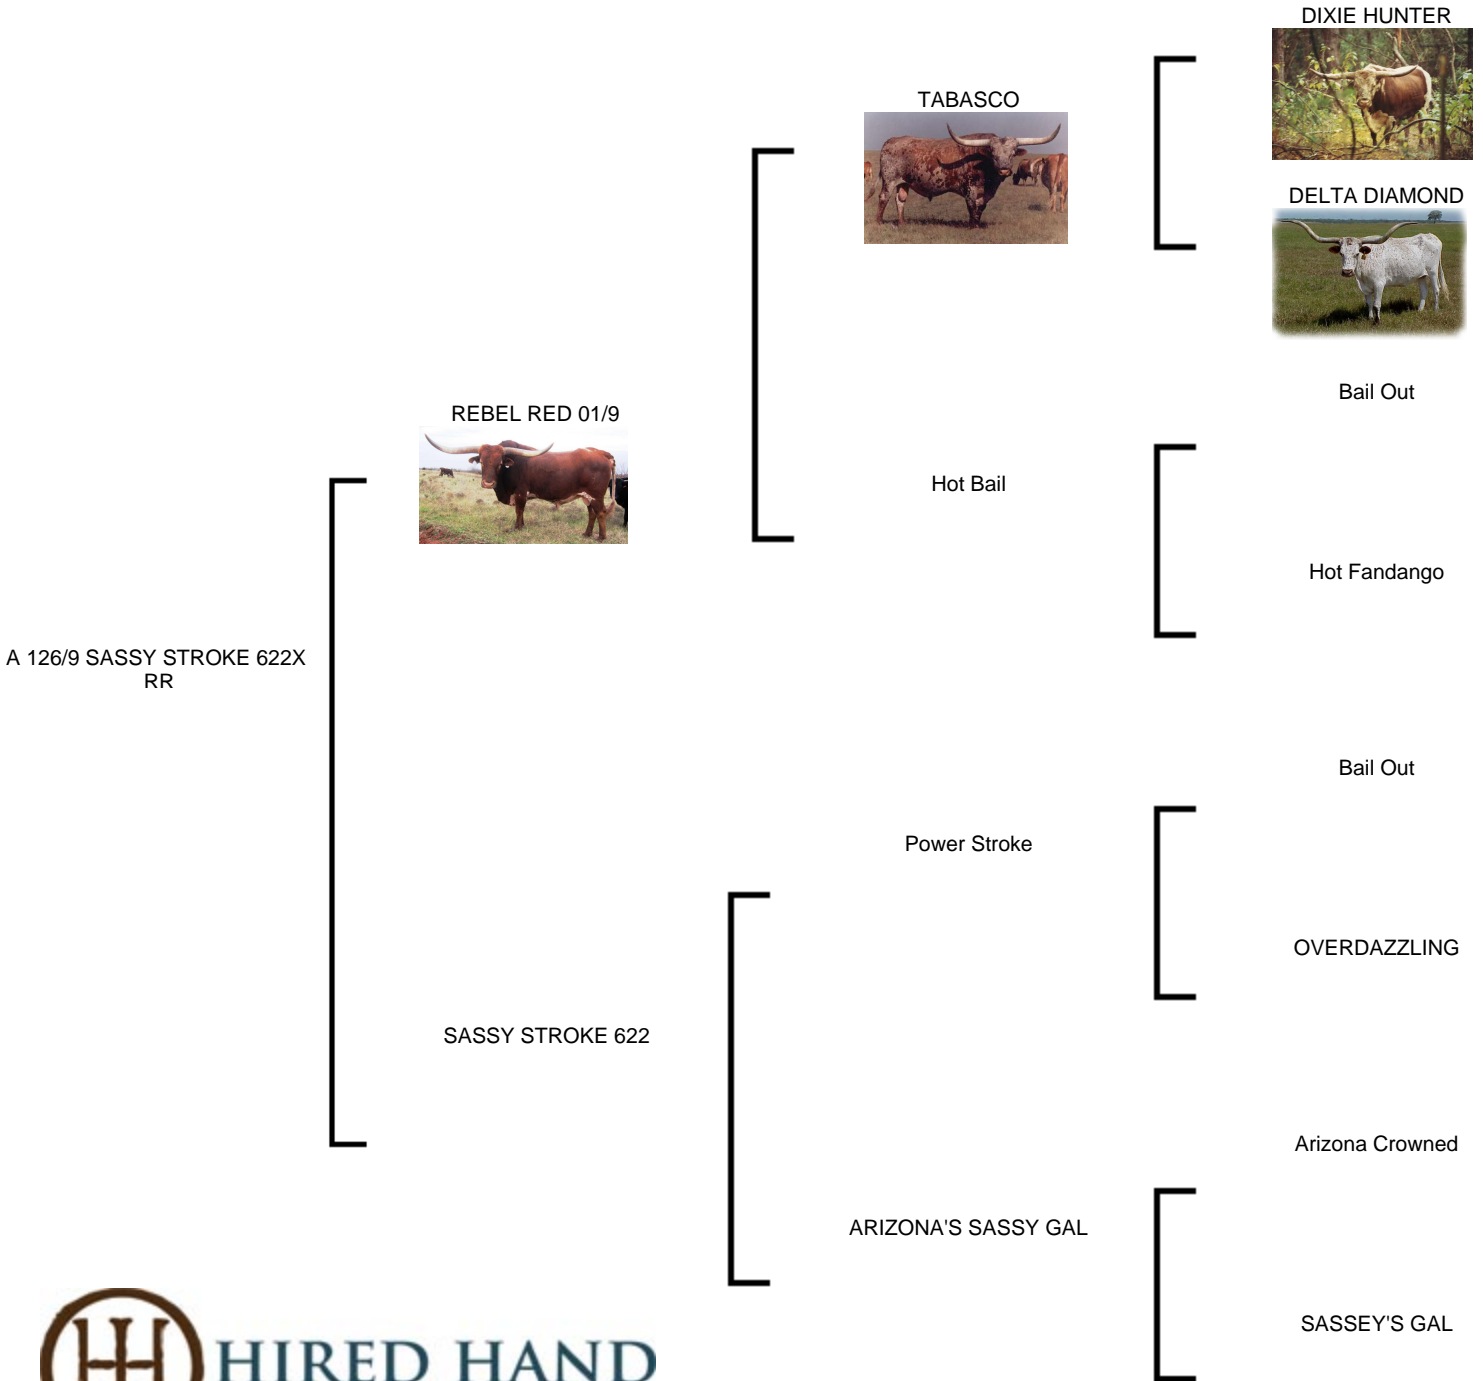 DIXIE HUNTER
TABASCO
DELTA DIAMOND
Bail Out
REBEL RED 01/9
Hot Bail
Hot Fandango
A 126/9 SASSY STROKE 622X
RR
Bail Out
Power Stroke
OVERDAZZLING
SASSY STROKE 622
Arizona Crowned
ARIZONA'S SASSY GAL
SASSEY'S GAL
HIRED HAND